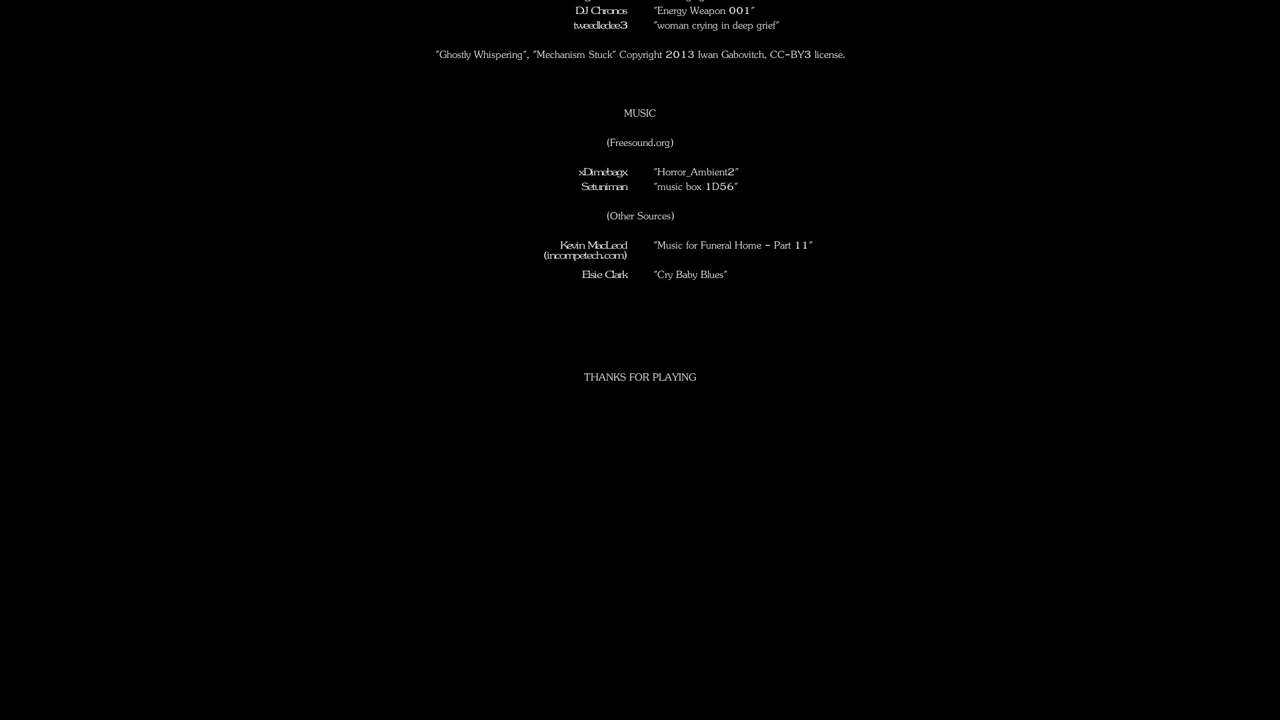 DJ Chronos "Energy Weapon 001"
tweedledee3 "woman crying in deep grief"
"Ghostly Whispering", "Mechanism Stuck" Copyright 2013 Iwan Gabovitch, CC-BY3 license.
MUSIC
(Freesound.org)
xDimebagx "Horror_Ambient2"
Setuniman "music box 1D56"
(Other Sources)
Kevin MacLeod "Music for Funeral Home - Part 11"
(incompetech.com)
Elsie Clark "Cry Baby Blues"
THANKS FOR PLAYING